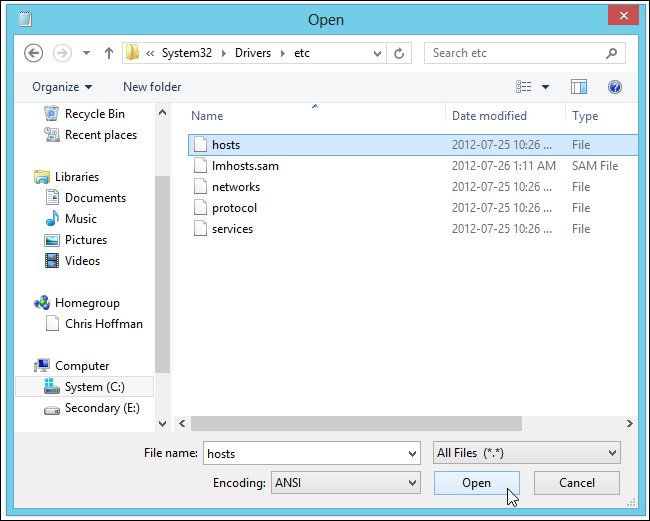 Open
« System32 Drivers etc Search etc
Organize New folder
Name Date modified Type
Recycle Bin
Recent places
Libraries
Documents
Music
Pictures
Videos
Homegroup
Chris Hoffman
Computer
System (C:)
Secondary (E:)
hosts 2012-07-25 10:26 ... File
lmhosts.sam 2012-07-26 1:11 AM SAM File
networks 2012-07-25 10:26 ... File
protocol 2012-07-25 10:26 ... File
services 2012-07-25 10:26 ... File
File name: hosts All Files (*.*)
Encoding: ANSI Open Cancel